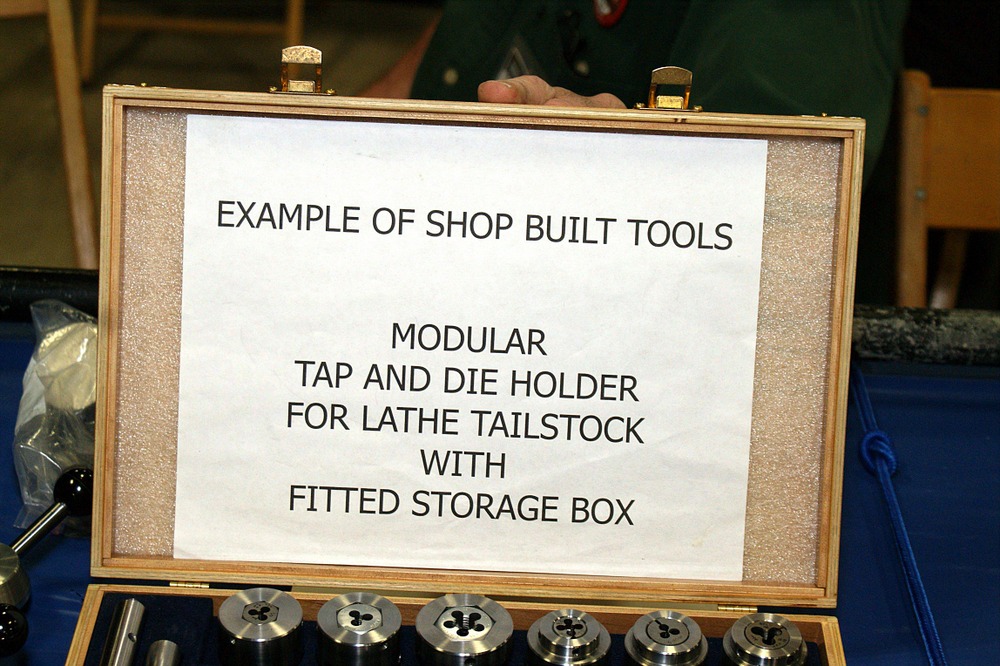 EXAMPLE OF SHOP BUILT TOOLS
MODULAR
TAP AND DIE HOLDER
FOR LATHE TAILSTOCK
WITH
FITTED STORAGE BOX